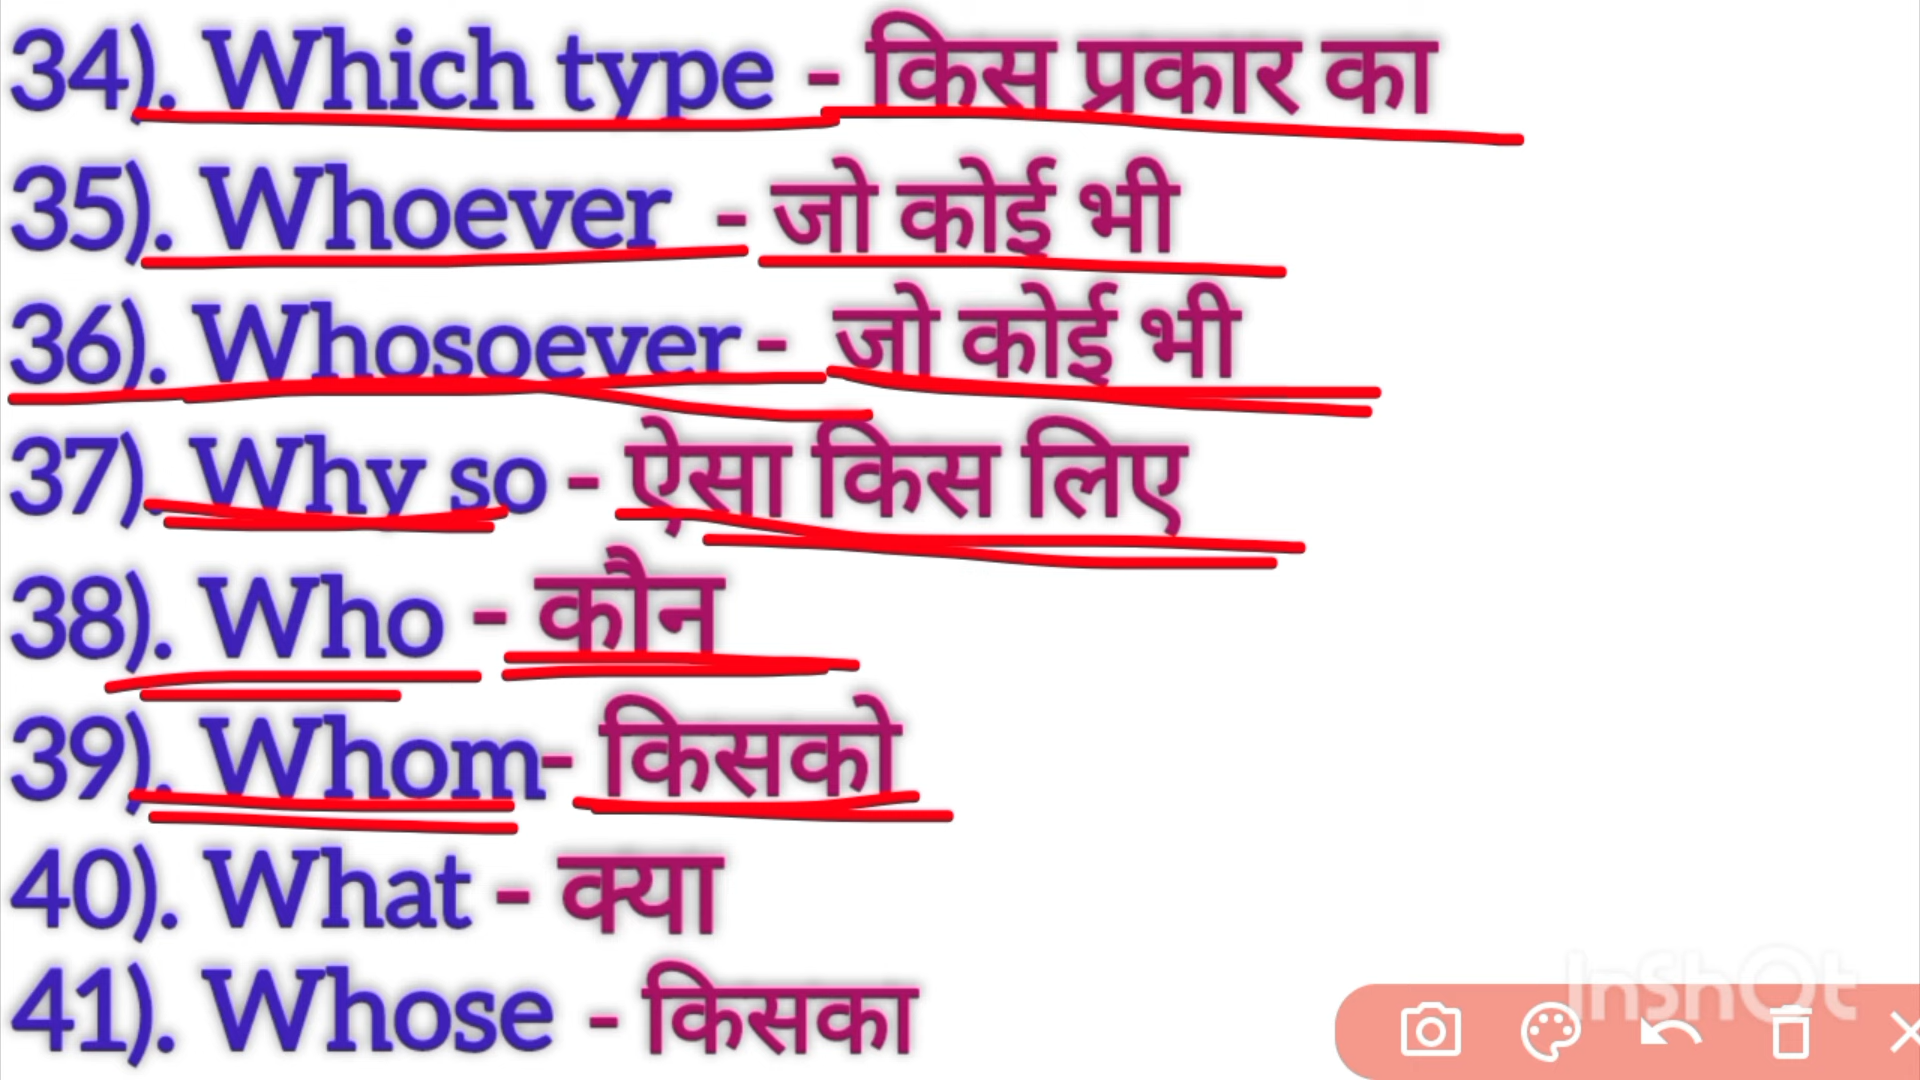 34). Which type - किस प्रकार का
35). Whoever - जो कोई भी
36). Whosoever - जो कोई भी
37). Why so - ऐसा किस लिए
38). Who - कौन
39). Whom- किसको
40). What - क्या
41). Whose - किसका
InShOt